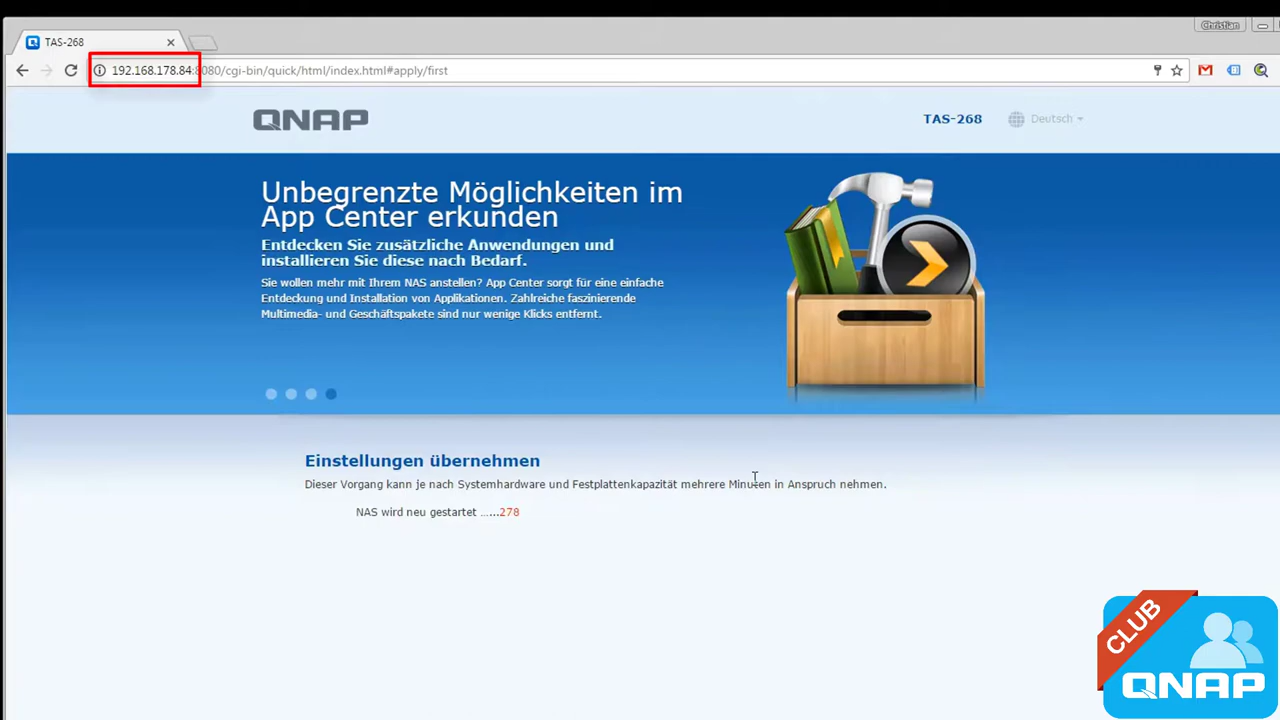 Christian
TAS-268
192.168.178.84:8080/cgi-bin/quick/html/index.html#apply/first
QNAP
TAS-268
Deutsch
Unbegrenzte Möglichkeiten im
App Center erkunden
Entdecken Sie zusätzliche Anwendungen und
installieren Sie diese nach Bedarf.
Sie wollen mehr mit Ihrem NAS anstellen? App Center sorgt für eine einfache
Entdeckung und Installation von Applikationen. Zahlreiche faszinierende
Multimedia- und Geschäftspakete sind nur wenige Klicks entfernt.
Einstellungen übernehmen
Dieser Vorgang kann je nach Systemhardware und Festplattenkapazität mehrere Minuten in Anspruch nehmen.
NAS wird neu gestartet ......278
CLUB
QNAP